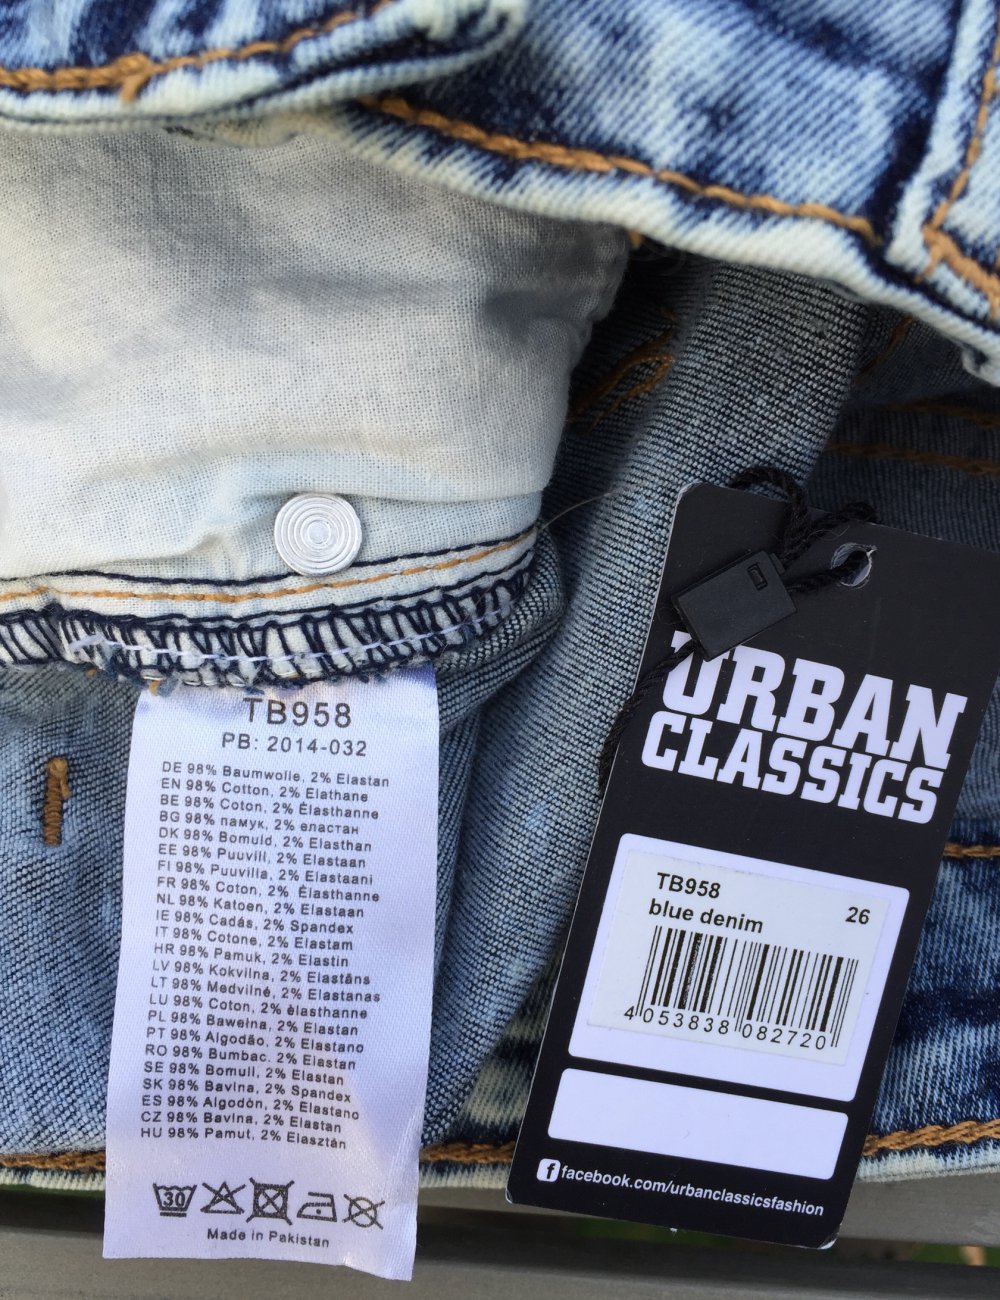 TB958
PB: 2014-032
DE 98% Baumwolle, 2% Elastan
EN 98% Cotton, 2% Elathane
BE 98% Coton, 2% Élasthanne
BG 98% памук, 2% еластан
DK 98% Bomuld, 2% Elasthan
EE 98% Puuvill, 2% Elastaan
FI 98% Puuvilla, 2% Elastaani
FR 98% Coton, 2% Élasthanne
NL 98% Katoen, 2% Elastaan
IE 98% Cadás, 2% Spandex
IT 98% Cotone, 2% Elastam
HR 98% Pamuk, 2% Elastin
LV 98% Kokvilna, 2% Elastāns
LT 98% Medvilné, 2% Elastanas
LU 98% Coton, 2% élasthanne
PL 98% Bawełna, 2% Elastan
PT 98% Algodão, 2% Elastano
RO 98% Bumbac. 2% Elastan
SE 98% Bomull, 2% Elastan
SK 98% Bavlna, 2% Spandex
ES 98% Algodón, 2% Elastano
CZ 98% Bavlna, 2% Elastan
HU 98% Pamut, 2% Elasztán
30
Made in Pakistan
URBAN
CLASSICS
TB958
blue denim 26
4 053838 082720
facebook.com/urbanclassicsfashion